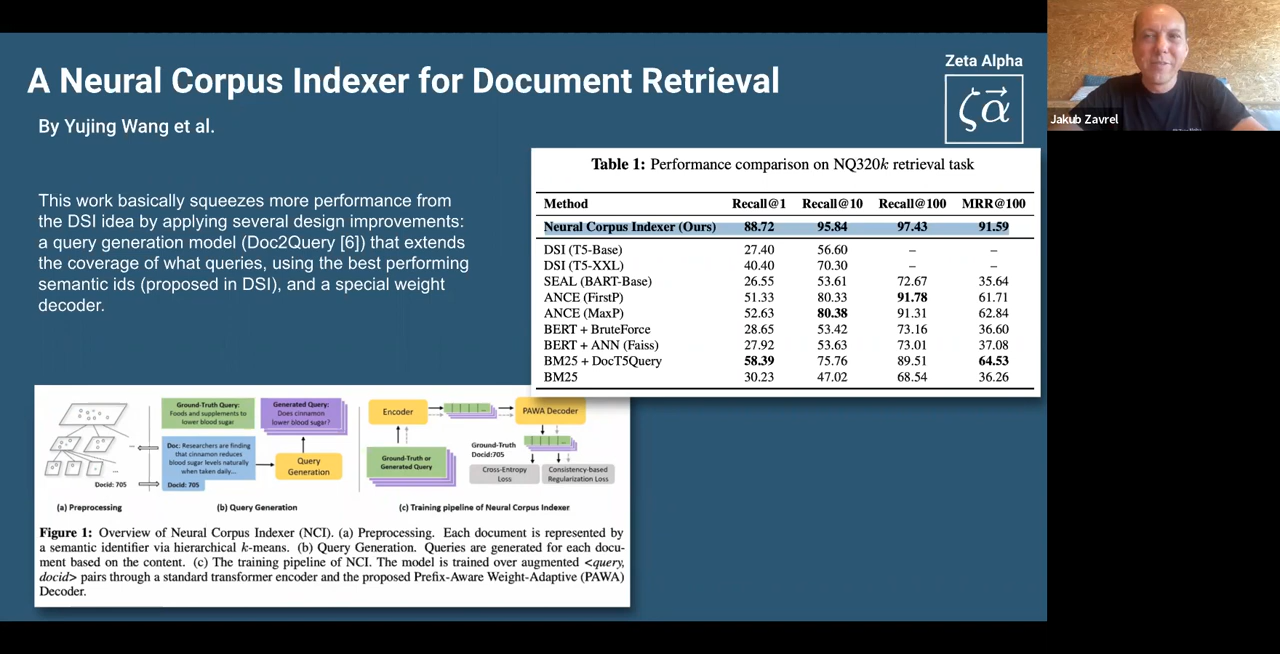 A Neural Corpus Indexer for Document Retrieval
By Yujing Wang et al.
Zeta Alpha
ζα
Jakub Zavrel
This work basically squeezes more performance from
the DSI idea by applying several design improvements:
a query generation model (Doc2Query [6]) that extends
the coverage of what queries, using the best performing
semantic ids (proposed in DSI), and a special weight
decoder.
Table 1: Performance comparison on NQ320k retrieval task
Method Recall@1 Recall@10 Recall@100 MRR@100
Neural Corpus Indexer (Ours) 88.72 95.84 97.43 91.59
DSI (T5-Base) 27.40 56.60 – –
DSI (T5-XXL) 40.40 70.30 – –
SEAL (BART-Base) 26.55 53.61 72.67 35.64
ANCE (FirstP) 51.33 80.33 91.78 61.71
ANCE (MaxP) 52.63 80.38 91.31 62.84
BERT + BruteForce 28.65 53.42 73.16 36.60
BERT + ANN (Faiss) 27.92 53.63 73.01 37.08
BM25 + DocT5Query 58.39 75.76 89.51 64.53
BM25 30.23 47.02 68.54 36.26
...
...
Docid: 705
(a) Preprocessing
Ground-Truth Query:
Foods and supplements to
lower blood sugar
Generated Query:
Does cinnamon
lower blood sugar?
Doc: Researchers are finding
that cinnamon reduces
blood sugar levels naturally
when taken daily...
Docid: 705
Query
Generation
(b) Query Generation
Encoder
...
PAWA Decoder
Ground-Truth or
Generated Query
Ground-Truth
Docid:705
Cross-Entropy
Loss
Consistency-based
Regularization Loss
(c) Training pipeline of Neural Corpus Indexer
Figure 1: Overview of Neural Corpus Indexer (NCI). (a) Preprocessing. Each document is represented by
a semantic identifier via hierarchical k-means. (b) Query Generation. Queries are generated for each docu-
ment based on the content. (c) The training pipeline of NCI. The model is trained over augmented <query,
docid> pairs through a standard transformer encoder and the proposed Prefix-Aware Weight-Adaptive (PAWA)
Decoder.